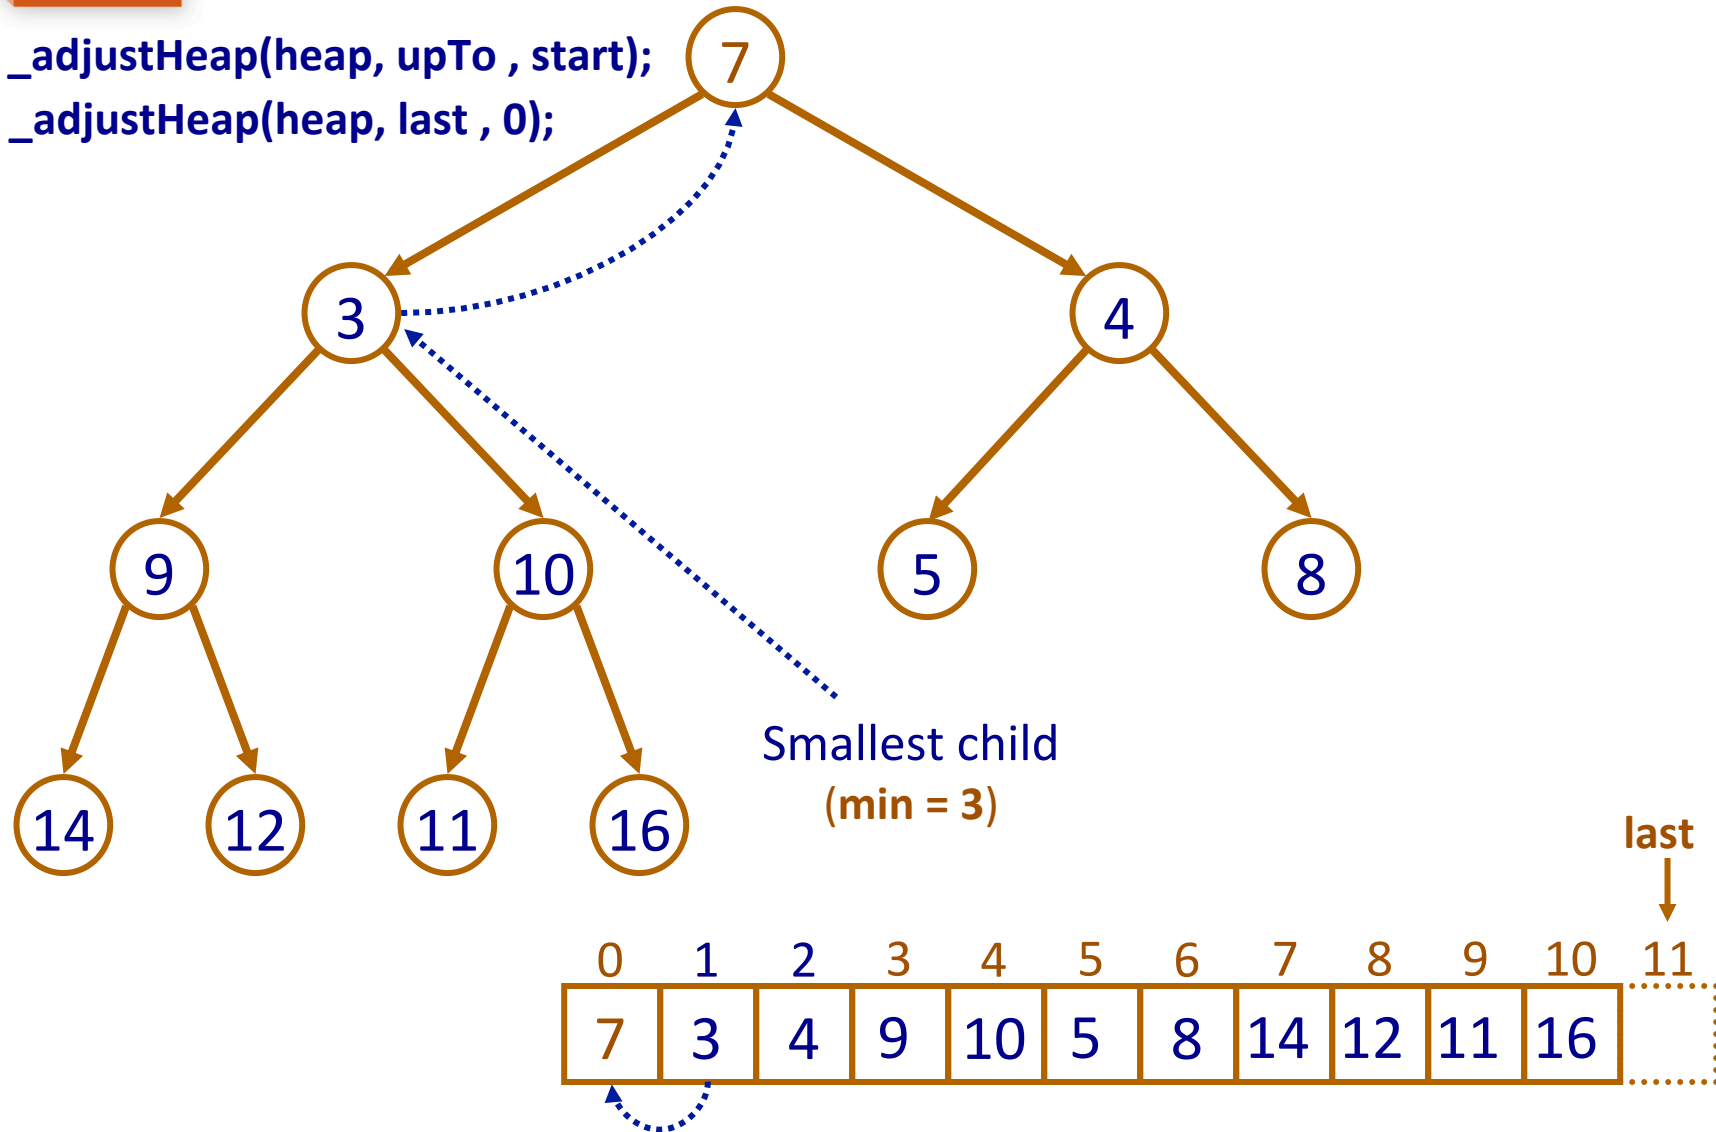 _adjustHeap(heap, upTo , start);
_adjustHeap(heap, last , 0);
7
3
4
9
10
5
8
14
12
11
16
Smallest child
(min = 3)
last
0 1 2 3 4 5 6 7 8 9 10 11
7 3 4 9 10 5 8 14 12 11 16